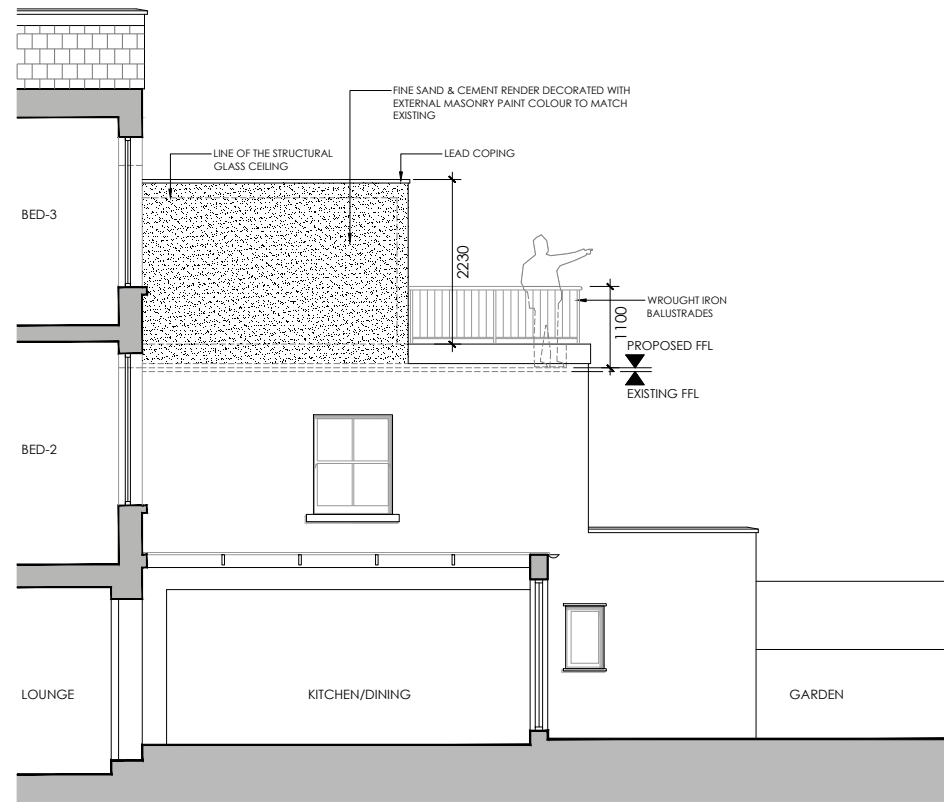 FINE SAND & CEMENT RENDER DECORATED WITH
EXTERNAL MASONRY PAINT COLOUR TO MATCH
EXISTING
LINE OF THE STRUCTURAL
GLASS CEILING
LEAD COPING
BED-3
2230
WROUGHT IRON
BALUSTRADES
1100
PROPOSED FFL
EXISTING FFL
BED-2
LOUNGE
KITCHEN/DINING
GARDEN